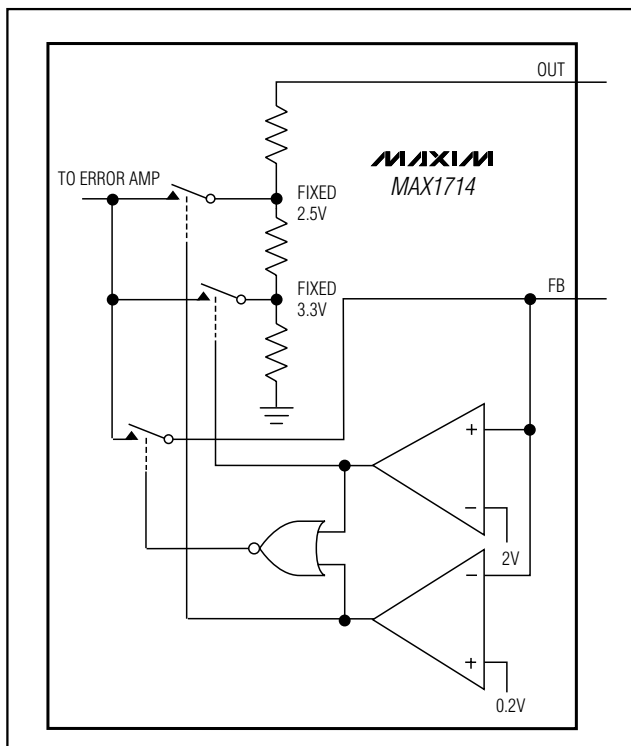 OUT
MAXIM
MAX1714
TO ERROR AMP
FIXED
2.5V
FIXED
3.3V
FB
+
−
2V
−
+
0.2V